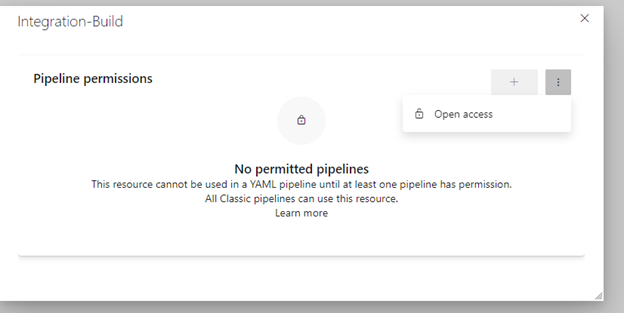 Integration-Build
Pipeline permissions
Open access
No permitted pipelines
This resource cannot be used in a YAML pipeline until at least one pipeline has permission.
All Classic pipelines can use this resource.
Learn more